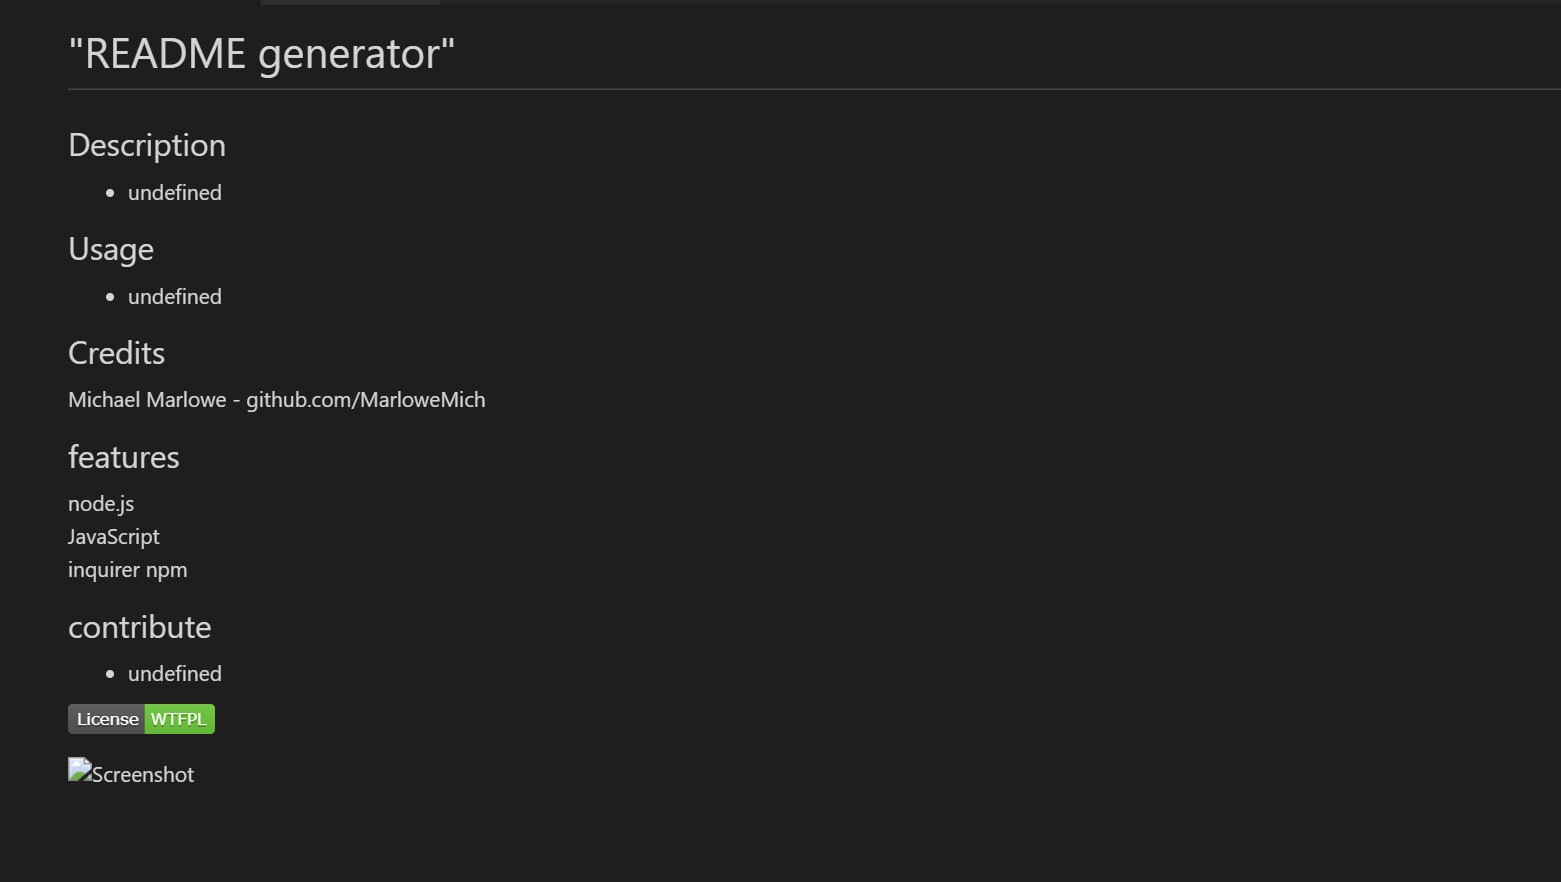 "README generator"
Description
• undefined
Usage
• undefined
Credits
Michael Marlowe - github.com/MarloweMich
features
node.js
JavaScript
inquirer npm
contribute
• undefined
License WTFPL
Screenshot